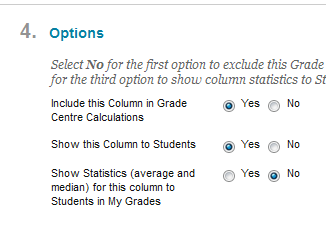 4. Options
Select No for the first option to exclude this Grade
for the third option to show column statistics to St
Include this Column in Grade Yes No
Centre Calculations
Show this Column to Students Yes No
Show Statistics (average and Yes No
median) for this column to
Students in My Grades